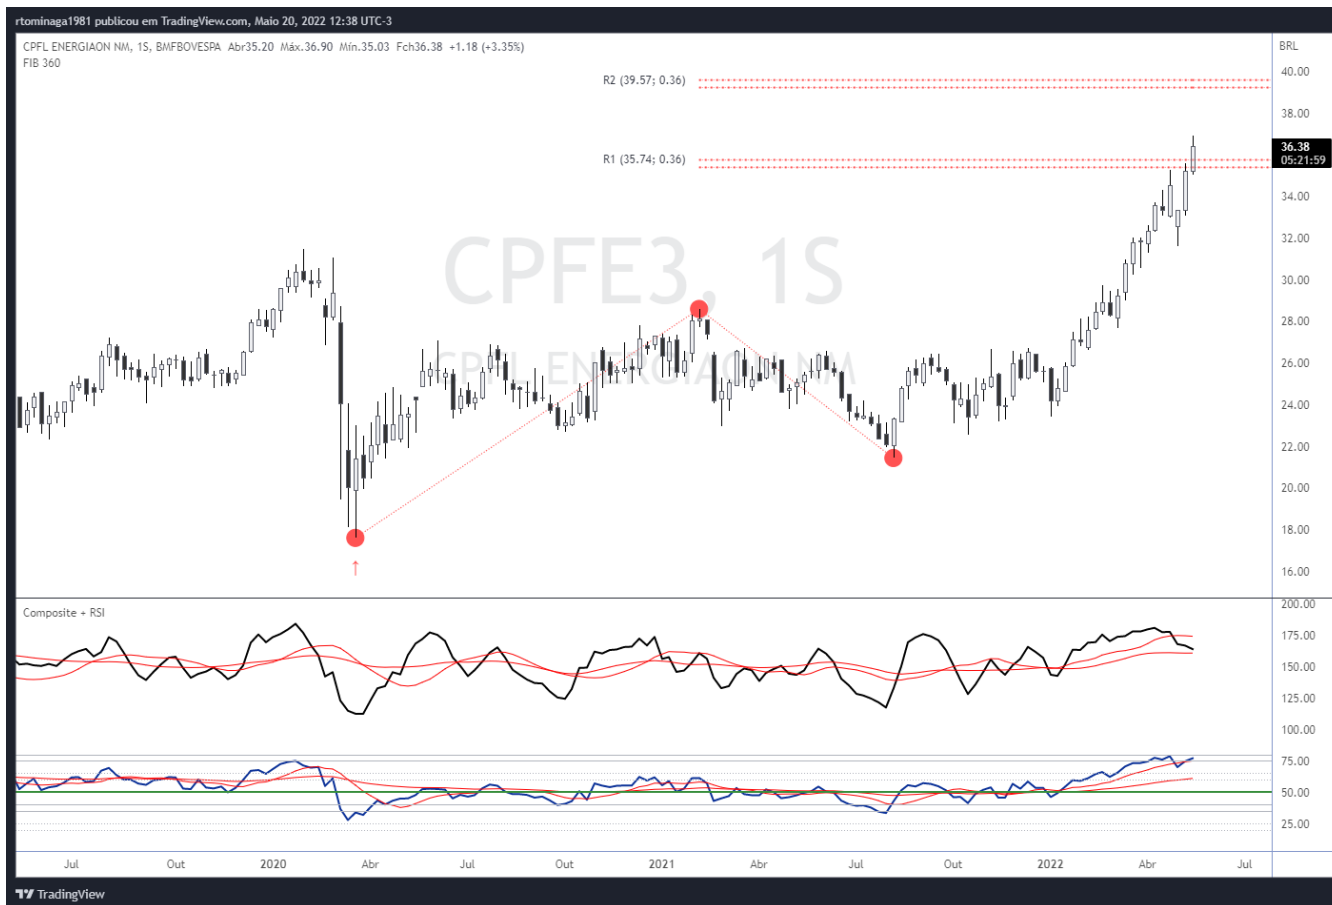 rtominaga1981 publicou em TradingView.com, Maio 20, 2022 12:38 UTC-3
CPFL ENERGIAON NM, 1S, BMFBOVESPA Abr35.20 Máx.36.90 Mín.35.03 Fch36.38 +1.18 (+3.35%)
BRL
FIB 360
40.00
R2 (39.57; 0.36)
38.00
36.38
05:21:59
R1 (35.74; 0.36)
34.00
32.00
CPFE3, 1S
30.00
28.00
CPFL ENERGIAON NM
26.00
24.00
22.00
20.00
18.00
↑
16.00
Composite + RSI
200.00
175.00
150.00
125.00
100.00
75.00
50.00
25.00
Jul Out 2020 Abr Jul Out 2021 Abr Jul Out 2022 Abr Jul
TradingView